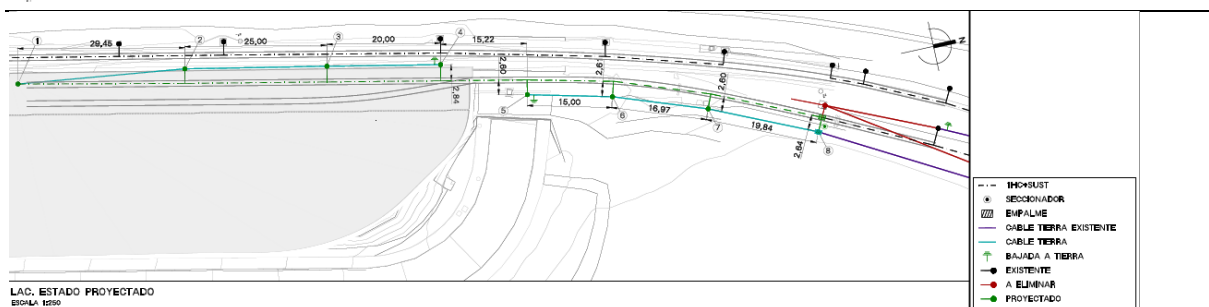 1
2
3
4
29,45
25,00
20,00
15,22
2,60
2,84
2,61
2,60
5
15,00
6
16,97
7
19,84
2,64
8
N
LAC. ESTADO PROYECTADO
ESCALA 1:250
1HC+SUST
SECCIONADOR
EMPALME
CABLE TIERRA EXISTENTE
CABLE TIERRA
BAJADA A TIERRA
EXISTENTE
A ELIMINAR
PROYECTADO